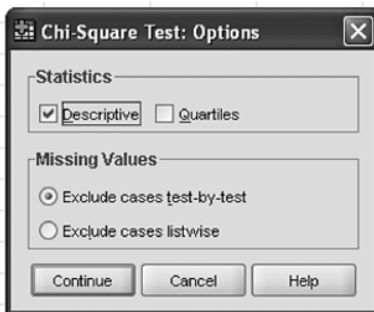 Chi-Square Test: Options
Statistics
Descriptive Quartiles
Missing Values
Exclude cases test-by-test
Exclude cases listwise
Continue Cancel Help